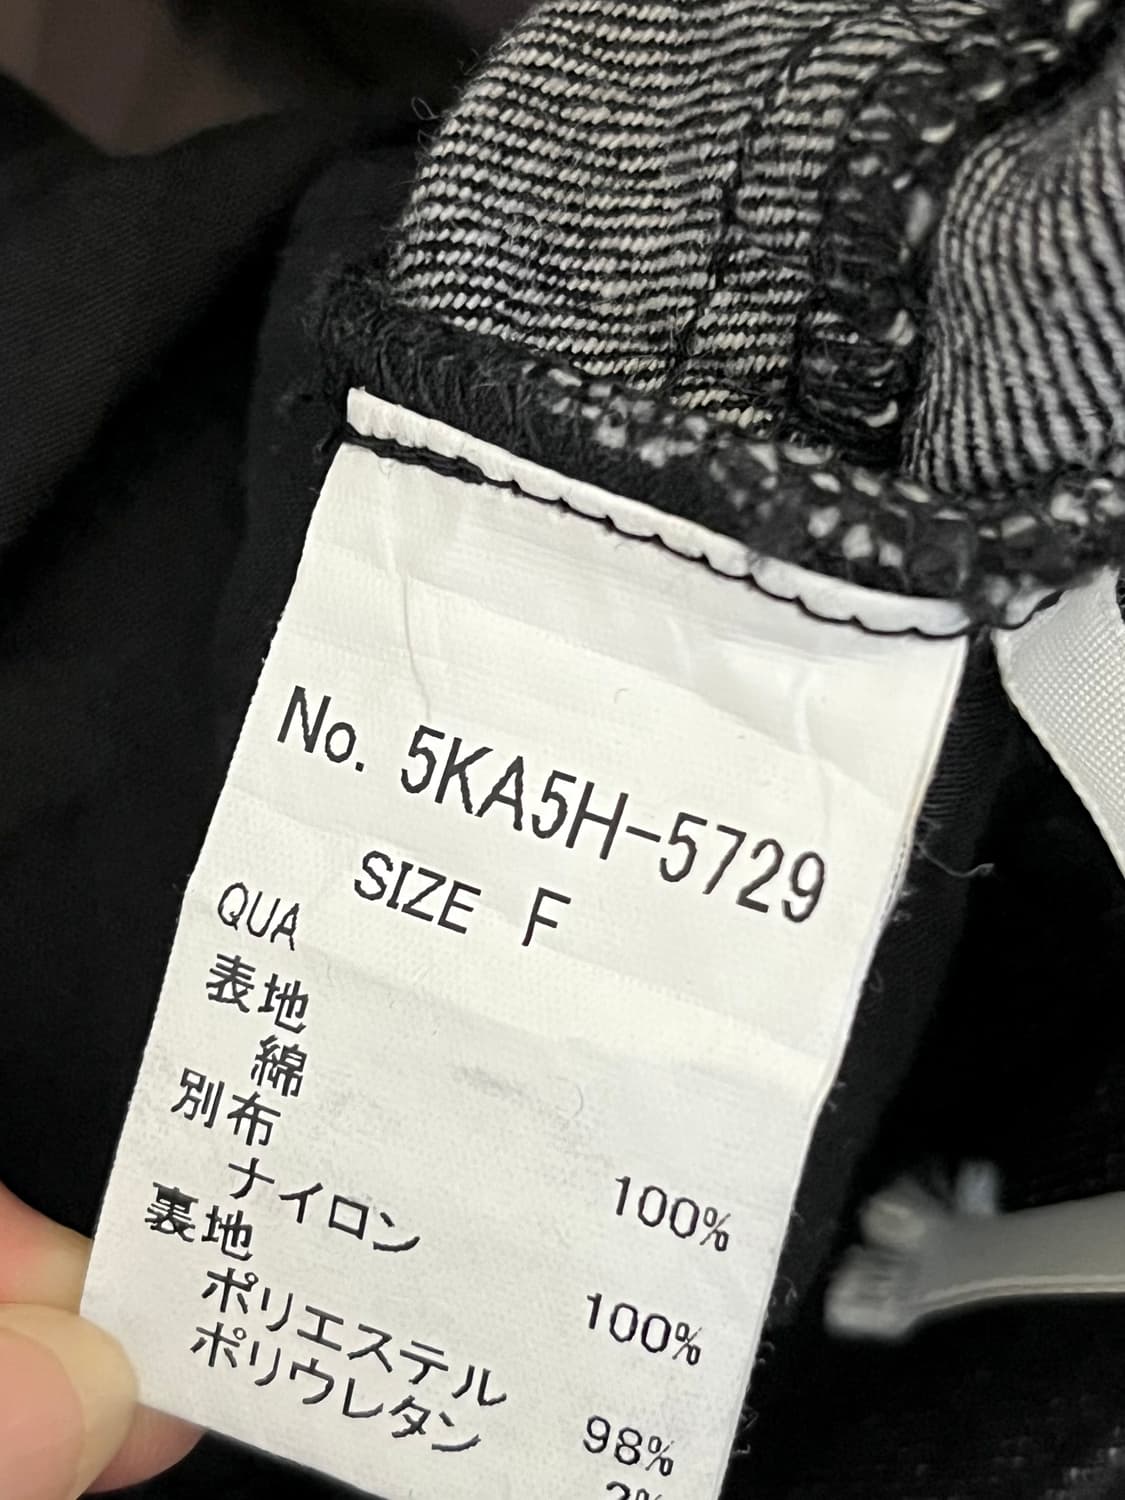 No. 5KA5H-5729
SIZE F
QUA
表地
綿 100%
別布
ナイロン 100%
裏地
ポリエステル 98%
ポリウレタン